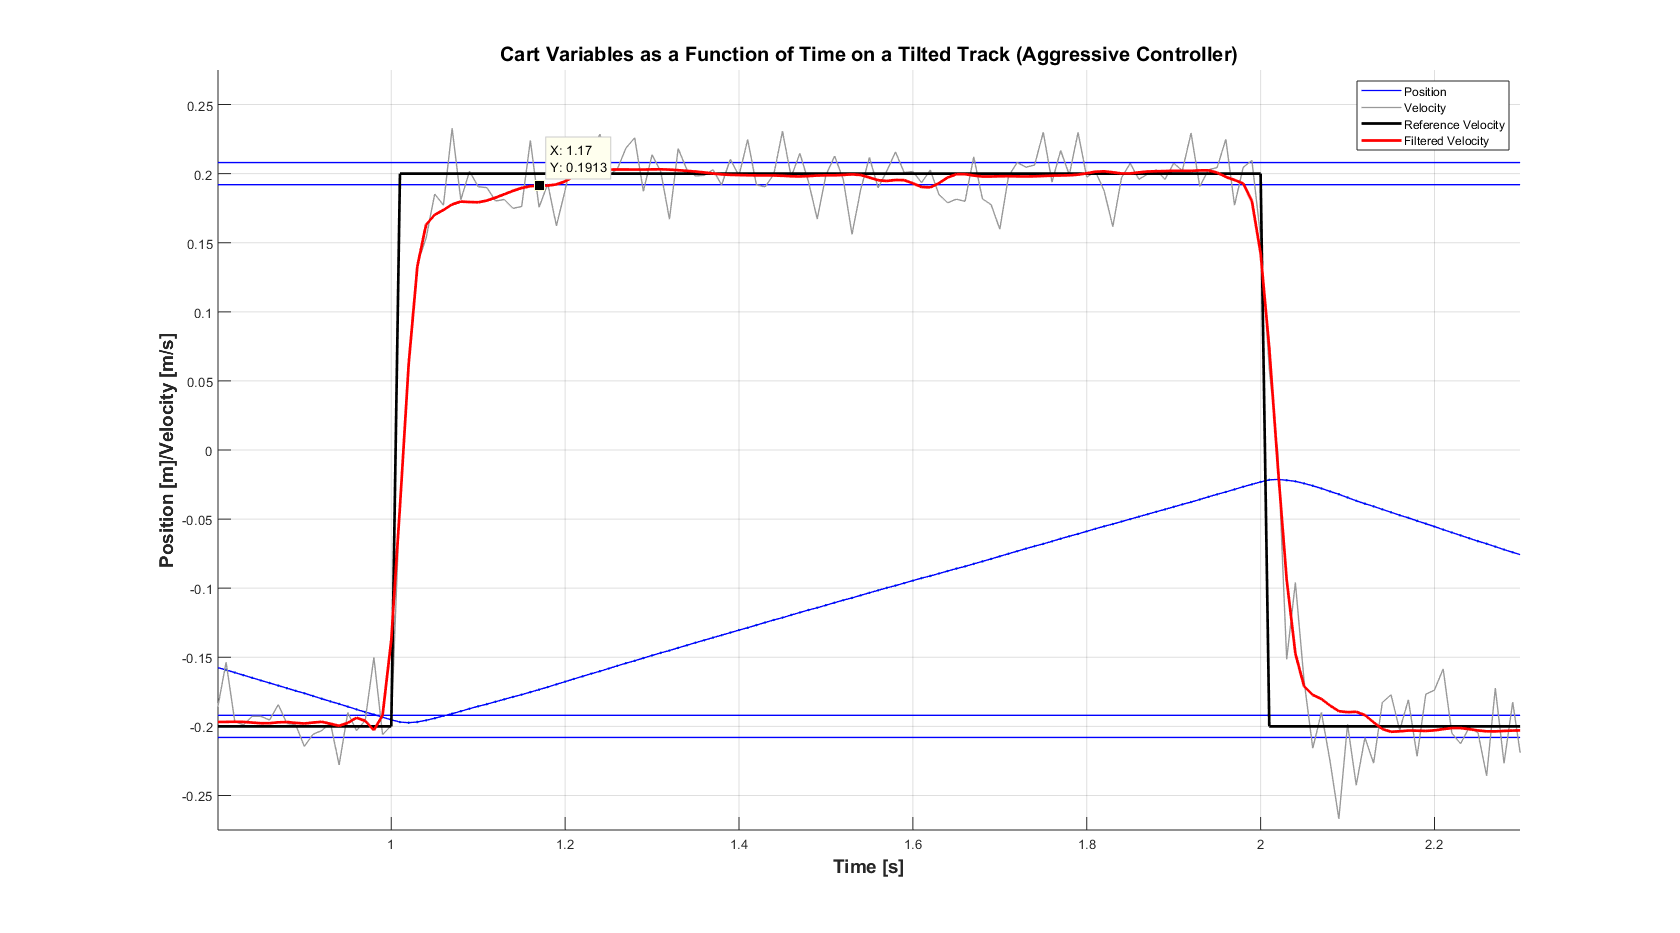 Cart Variables as a Function of Time on a Tilted Track (Aggressive Controller)
Position
Velocity
Reference Velocity
Filtered Velocity
X: 1.17
Y: 0.1913
0.25
0.2
0.15
0.1
0.05
0
-0.05
-0.1
-0.15
-0.2
-0.25
Position [m]/Velocity [m/s]
1
1.2
1.4
1.6
1.8
2
2.2
Time [s]